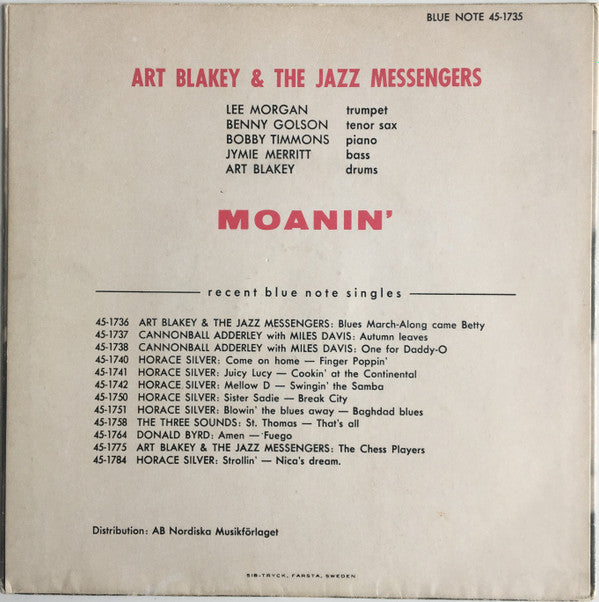 BLUE NOTE 45-1735
ART BLAKEY & THE JAZZ MESSENGERS
LEE MORGAN trumpet
BENNY GOLSON tenor sax
BOBBY TIMMONS piano
JYMIE MERRITT bass
ART BLAKEY drums
MOANIN'
recent blue note singles
45-1736 ART BLAKEY & THE JAZZ MESSENGERS: Blues March-Along came Betty
45-1737 CANNONBALL ADDERLEY with MILES DAVIS: Autumn leaves
45-1738 CANNONBALL ADDERLEY with MILES DAVIS: One for Daddy-O
45-1740 HORACE SILVER: Come on home — Finger Poppin'
45-1741 HORACE SILVER: Juicy Lucy — Cookin' at the Continental
45-1742 HORACE SILVER: Mellow D — Swingin' the Samba
45-1750 HORACE SILVER: Sister Sadie — Break City
45-1751 HORACE SILVER: Blowin' the blues away — Baghdad blues
45-1758 THE THREE SOUNDS: St. Thomas — That's all
45-1764 DONALD BYRD: Amen — Fuego
45-1775 ART BLAKEY & THE JAZZ MESSENGERS: The Chess Players
45-1784 HORACE SILVER: Strollin' — Nica's dream.
Distribution: AB Nordiska Musikförlaget
SIB-TRYCK, FARSTA, SWEDEN